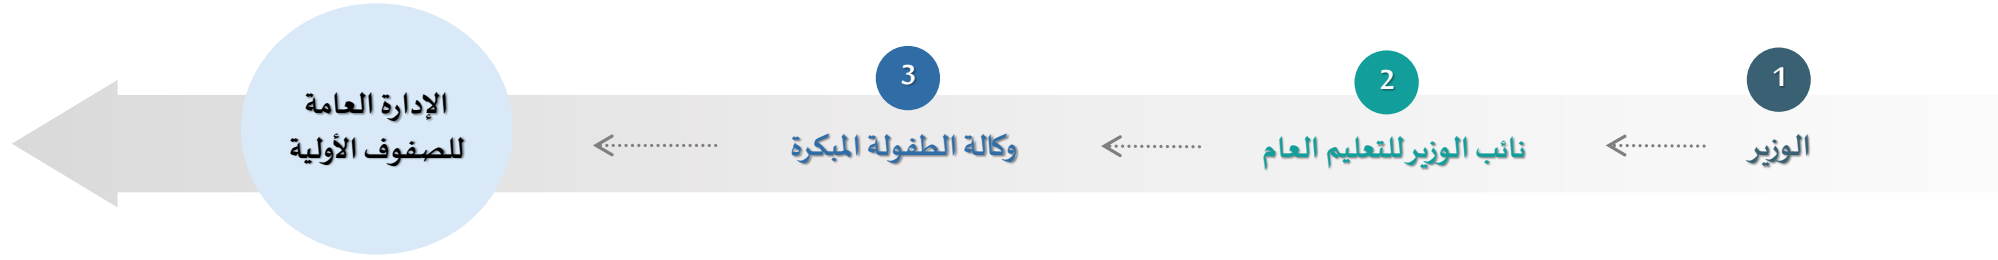 1
الوزير
2
نائب الوزير للتعليم العام
3
وكالة الطفولة المبكرة
الإدارة العامة
للصفوف الأولية